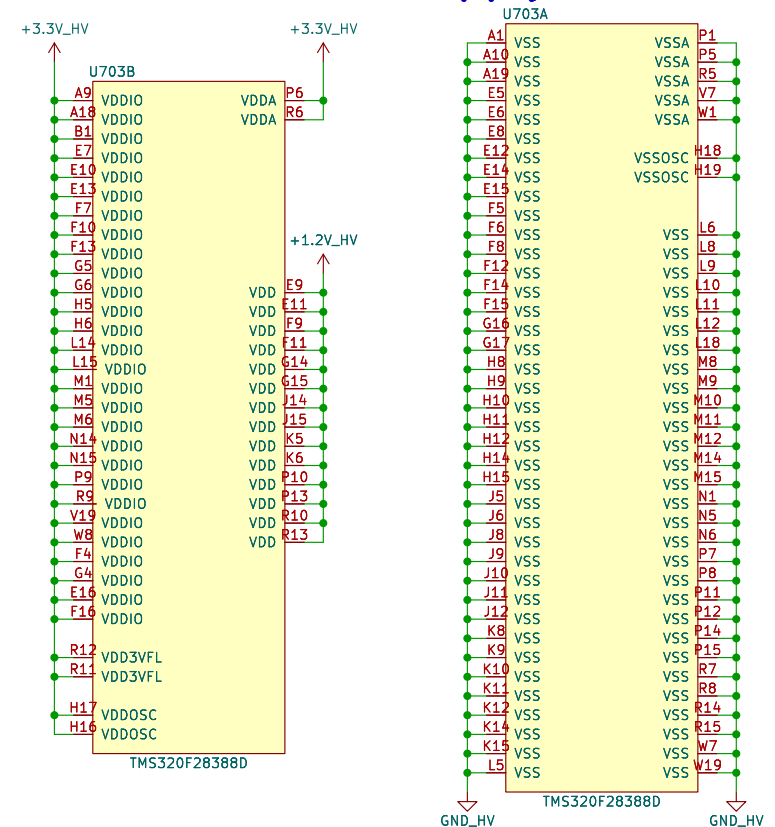 +3.3V_HV
+3.3V_HV
U703B
A9 VDDIO VDDA P6
A18 VDDIO VDDA R6
B1 VDDIO
E7 VDDIO
E10 VDDIO
E13 VDDIO
F7 VDDIO
F10 VDDIO
+1.2V_HV
F13 VDDIO
G5 VDDIO
G6 VDDIO VDD E9
H5 VDDIO VDD E11
H6 VDDIO VDD F9
L14 VDDIO VDD F11
L15 VDDIO VDD G14
M1 VDDIO VDD G15
M5 VDDIO VDD J14
M6 VDDIO VDD J15
N14 VDDIO VDD K5
N15 VDDIO VDD K6
P9 VDDIO VDD P10
R9 VDDIO VDD P13
V19 VDDIO VDD R10
W8 VDDIO VDD R13
F4 VDDIO
G4 VDDIO
E16 VDDIO
F16 VDDIO
R12 VDD3VFL
R11 VDD3VFL
H17 VDDOSC
H16 VDDOSC
TMS320F28388D
U703A
A1 VSS VSSA P1
A10 VSS VSSA P5
A19 VSS VSSA R5
E5 VSS VSSA V7
E6 VSS VSSA W1
E8 VSS
E12 VSS VSSOSC H18
E14 VSS VSSOSC H19
E15 VSS
F5 VSS
F6 VSS VSS L6
F8 VSS VSS L8
F12 VSS VSS L9
F14 VSS VSS L10
F15 VSS VSS L11
G16 VSS VSS L12
G17 VSS VSS L18
H8 VSS VSS M8
H9 VSS VSS M9
H10 VSS VSS M10
H11 VSS VSS M11
H12 VSS VSS M12
H14 VSS VSS M14
H15 VSS VSS M15
J5 VSS VSS N1
J6 VSS VSS N5
J8 VSS VSS N6
J9 VSS VSS P7
J10 VSS VSS P8
J11 VSS VSS P11
J12 VSS VSS P12
K8 VSS VSS P14
K9 VSS VSS P15
K10 VSS VSS R7
K11 VSS VSS R8
K12 VSS VSS R14
K14 VSS VSS R15
K15 VSS VSS W7
L5 VSS VSS W19
TMS320F28388D
GND_HV
GND_HV